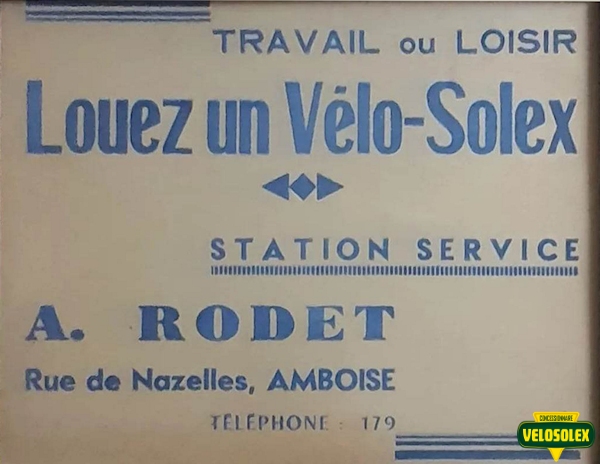 TRAVAIL ou LOISIR
Louez un Vélo-Solex
STATION SERVICE
A. RODET
Rue de Nazelles, AMBOISE
TÉLÉPHONE : 179
CONCESSIONNAIRE
VELOSOLEX